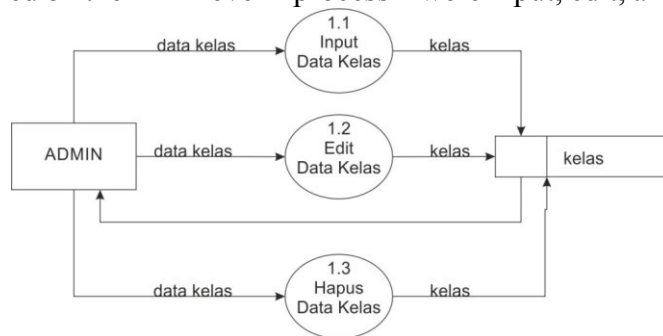 data kelas
1.1
Input
Data Kelas
kelas
ADMIN
data kelas
1.2
Edit
Data Kelas
kelas
kelas
data kelas
1.3
Hapus
Data Kelas
kelas